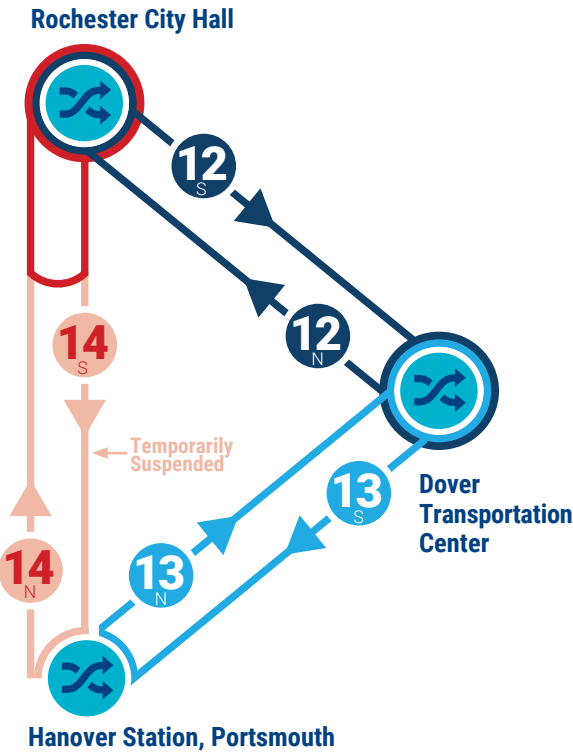 Rochester City Hall
12
S
12
N
14
S
Temporarily
Suspended
13
S
Dover
Transportation
Center
14
N
13
N
Hanover Station, Portsmouth